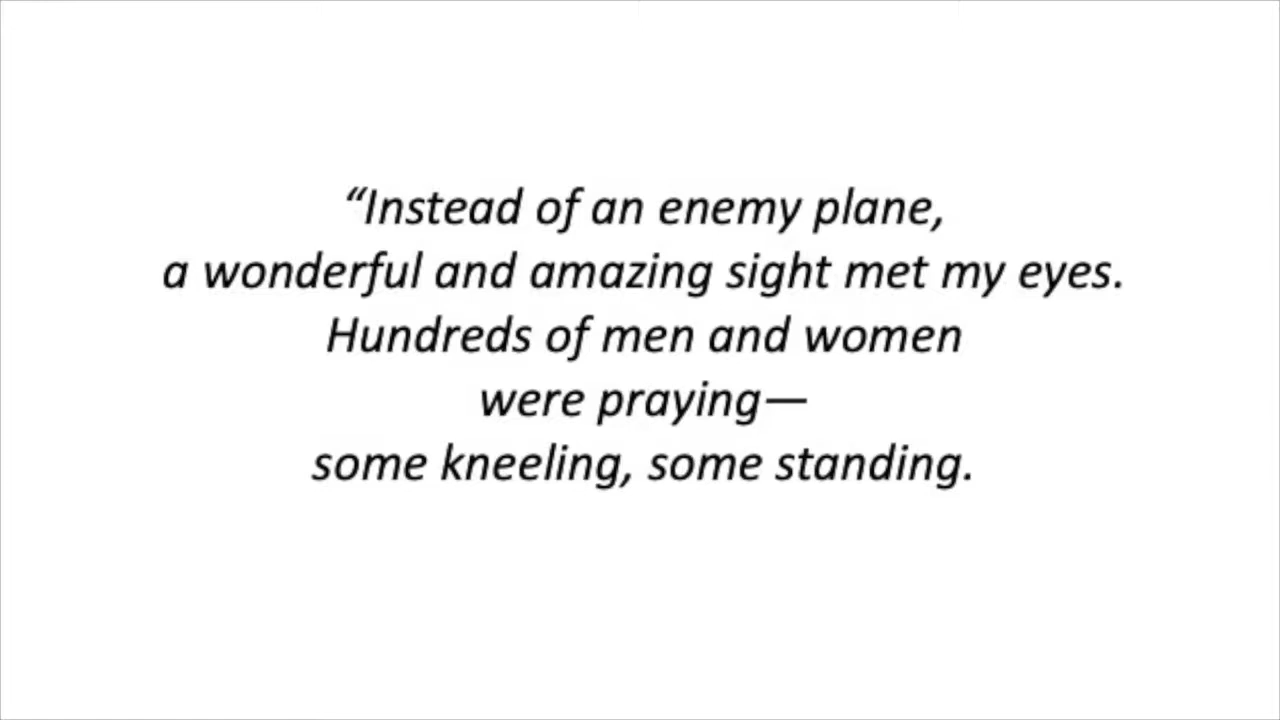 “Instead of an enemy plane,
a wonderful and amazing sight met my eyes.
Hundreds of men and women
were praying—
some kneeling, some standing.